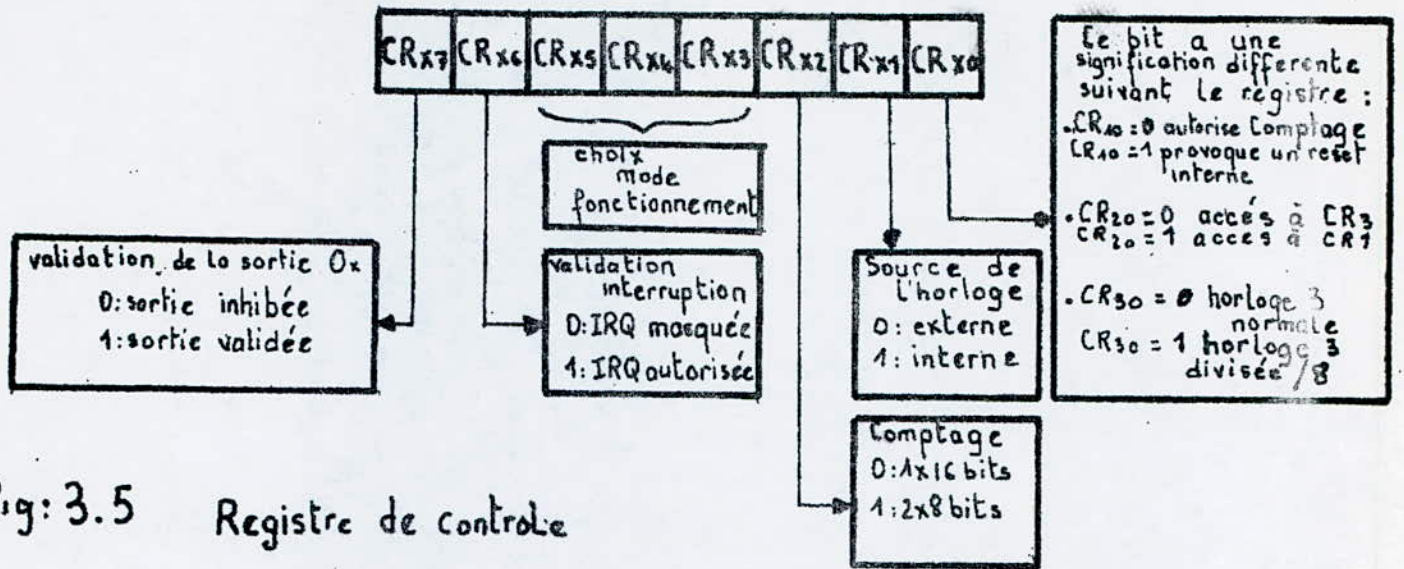 CRx7 CRx6 CRx5 CRx4 CRx3 CRx2 CRx1 CRx0
Ce bit a une
signification differente
suivant le registre :
.CR10 = 0 autorise Comptage
CR10 = 1 provoque un reset
interne
.CR20 = 0 accés à CR3
CR20 = 1 acces à CR1
.CR30 = 0 horloge 3
normale
CR30 = 1 horloge 3
divisée /8
choix
mode
fonctionnement
validation de la sortie Ox
0: sortie inhibée
1: sortie validée
validation
interruption
0: IRQ masquée
1: IRQ autorisée
Source de
l'horloge
0: externe
1: interne
Comptage
0: 1x16 bits
1: 2x8 bits
ig: 3.5 Registre de controle